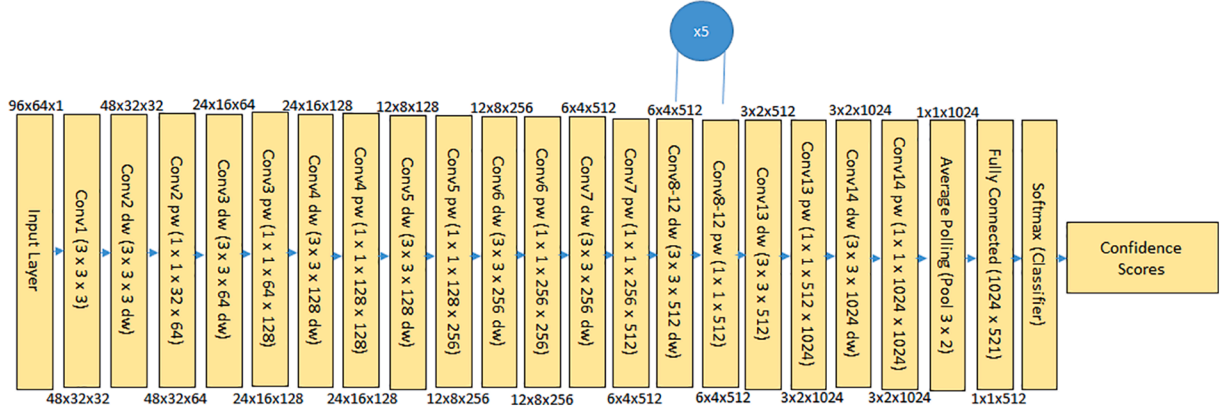 x5
96x64x1
48x32x32
24x16x64
24x16x128
12x8x128
12x8x256
6x4x512
6x4x512
3x2x512
3x2x1024
1x1x1024
Input Layer
Conv1 (3 x 3 x 3)
Conv2 dw (3 x 3 x 3 dw)
Conv2 pw (1 x 1 x 32 x 64)
Conv3 dw (3 x 3 x 64 dw)
Conv3 pw (1 x 1 x 64 x 128)
Conv4 dw (3 x 3 x 128 dw)
Conv4 pw (1 x 1 x 128 x 128)
Conv5 dw (3 x 3 x 128 dw)
Conv5 pw (1 x 1 x 128 x 256)
Conv6 dw (3 x 3 x 256 dw)
Conv6 pw (1 x 1 x 256 x 256)
Conv7 dw (3 x 3 x 256 dw)
Conv7 pw (1 x 1 x 256 x 512)
Conv8-12 dw (3 x 3 x 512 dw)
Conv8-12 pw (1 x 1 x 512)
Conv13 dw (3 x 3 x 512)
Conv13 pw (1 x 1 x 512 x 1024)
Conv14 dw (3 x 3 x 1024 dw)
Conv14 pw (1 x 1 x 1024 x 1024)
Average Polling (Pool 3 x 2)
Fully Connected (1024 x 521)
Softmax (Classifier)
Confidence
Scores
48x32x32
48x32x64
24x16x128
24x16x128
12x8x256
12x8x256
6x4x512
6x4x512
3x2x1024
3x2x1024
1x1x512